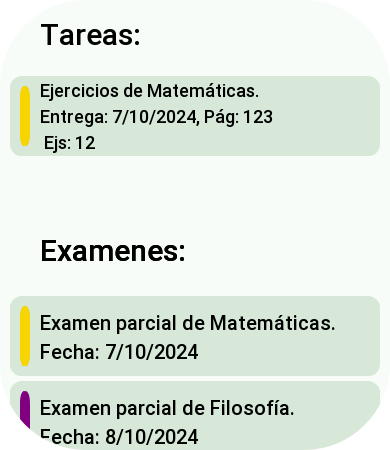 Tareas:
Ejercicios de Matemáticas.
Entrega: 7/10/2024, Pág: 123
Ejs: 12
Examenes:
Examen parcial de Matemáticas.
Fecha: 7/10/2024
Examen parcial de Filosofía.
Fecha: 8/10/2024